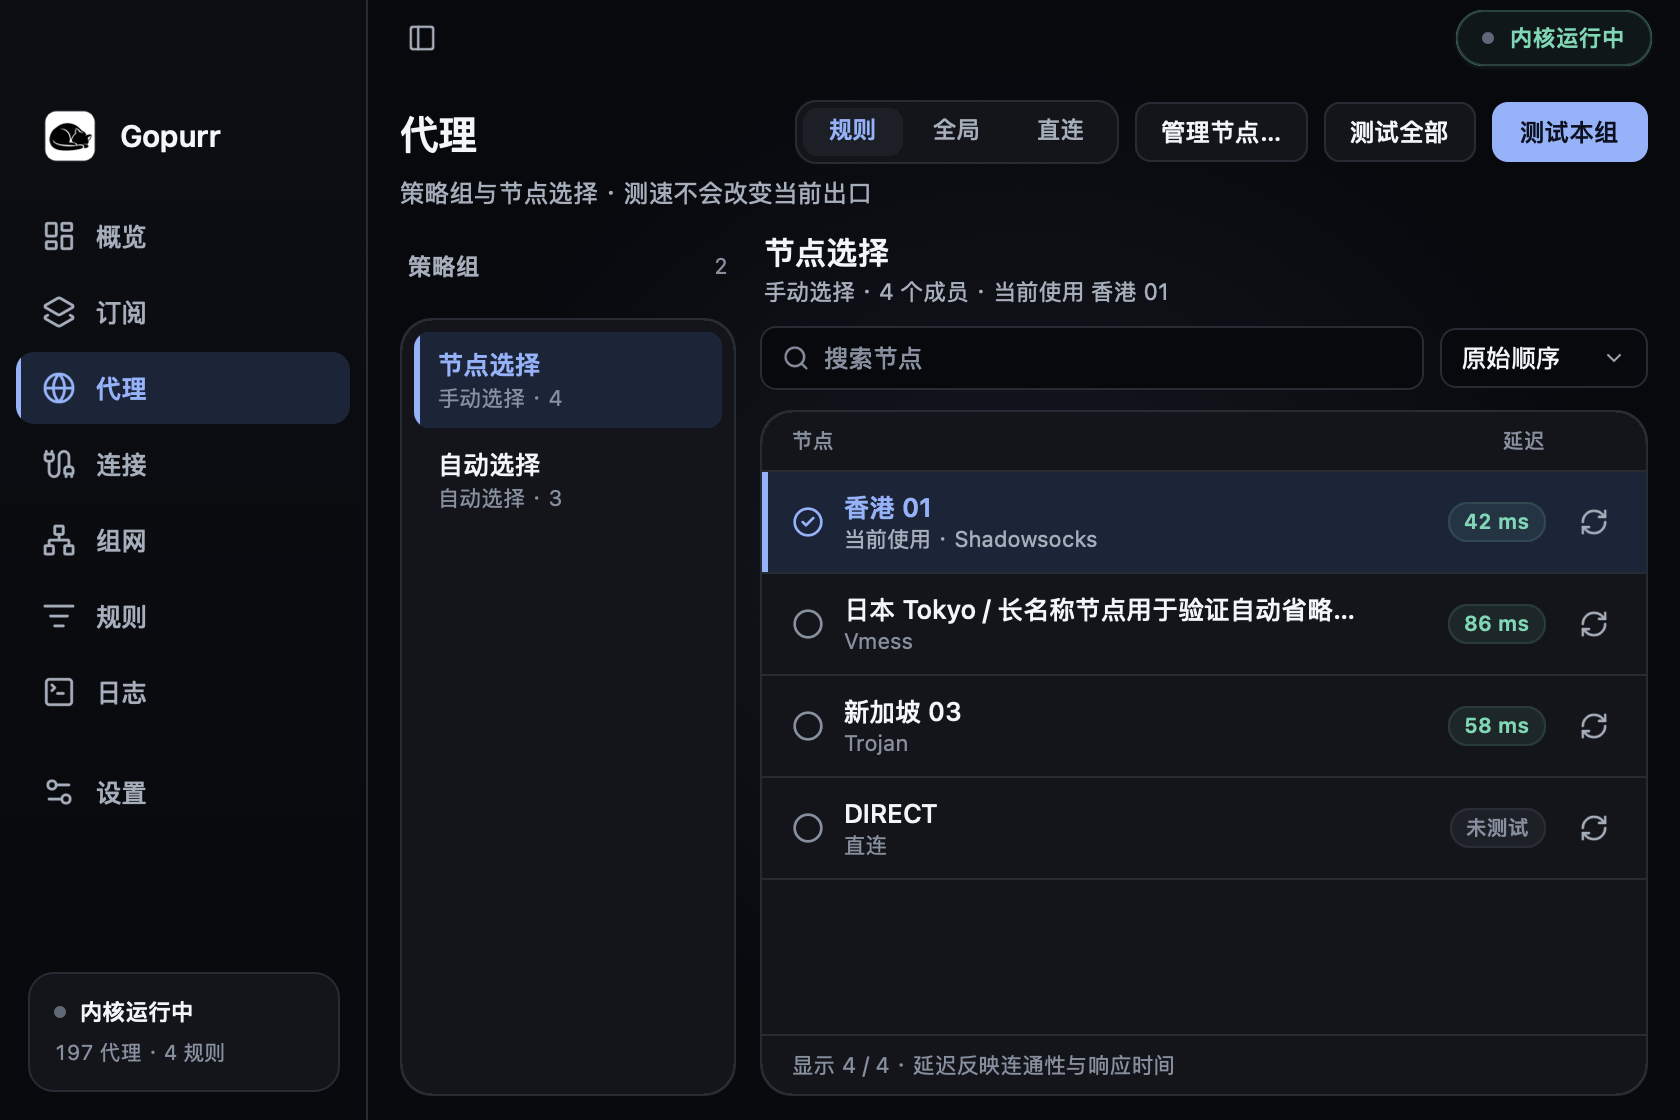 内核运行中
Gopurr
概览
订阅
代理
连接
组网
规则
日志
设置
内核运行中
197 代理 · 4 规则
代理
规则 全局 直连 管理节点... 测试全部 测试本组
策略组与节点选择 · 测速不会改变当前出口
策略组 2
节点选择
手动选择 · 4
自动选择
自动选择 · 3
节点选择
手动选择 · 4 个成员 · 当前使用 香港 01
搜索节点 原始顺序
节点 延迟
香港 01
当前使用 · Shadowsocks
42 ms
日本 Tokyo / 长名称节点用于验证自动省略...
Vmess
86 ms
新加坡 03
Trojan
58 ms
DIRECT
直连
未测试
显示 4 / 4 · 延迟反映连通性与响应时间